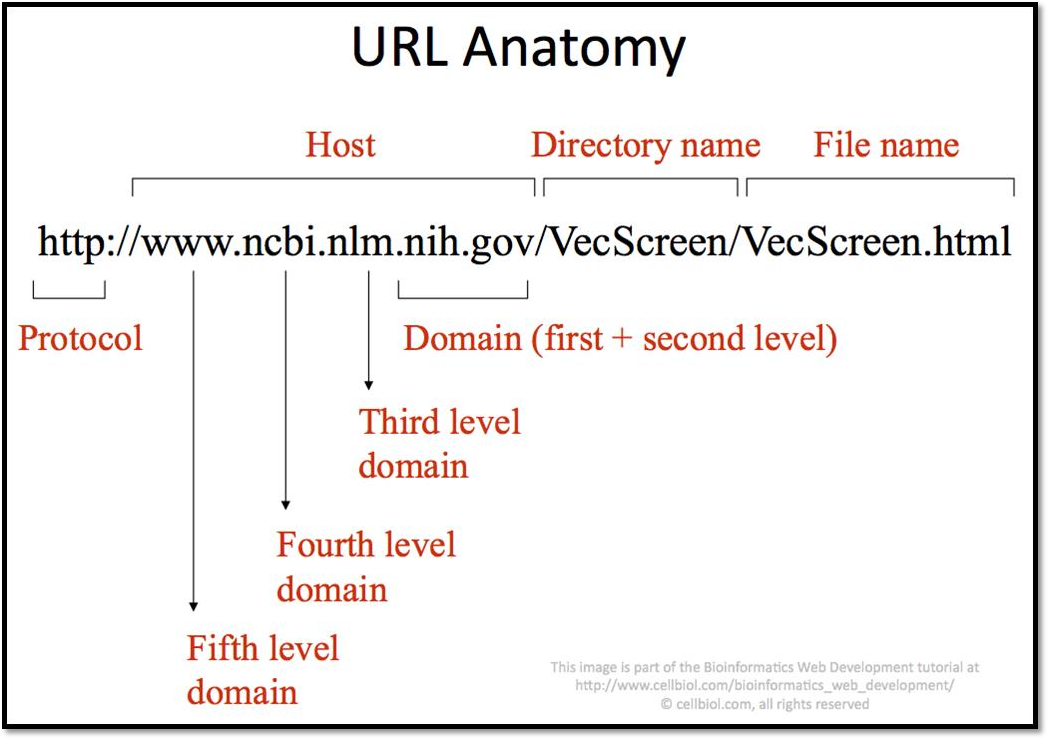 URL Anatomy
Host
Directory name
File name
http://www.ncbi.nlm.nih.gov/VecScreen/VecScreen.html
Protocol
Domain (first + second level)
Third level
domain
Fourth level
domain
Fifth level
domain
This image is part of the Bioinformatics Web Development tutorial at
http://www.cellbiol.com/bioinformatics_web_development/
© cellbiol.com, all rights reserved